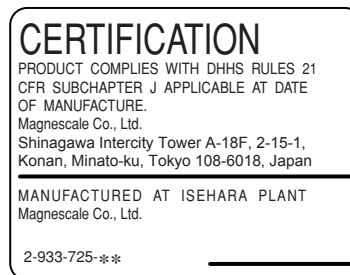 CERTIFICATION
PRODUCT COMPLIES WITH DHHS RULES 21
CFR SUBCHAPTER J APPLICABLE AT DATE
OF MANUFACTURE.
Magnescale Co., Ltd.
Shinagawa Intercity Tower A-18F, 2-15-1,
Konan, Minato-ku, Tokyo 108-6018, Japan
MANUFACTURED AT ISEHARA PLANT
Magnescale Co., Ltd.
2-933-725-**